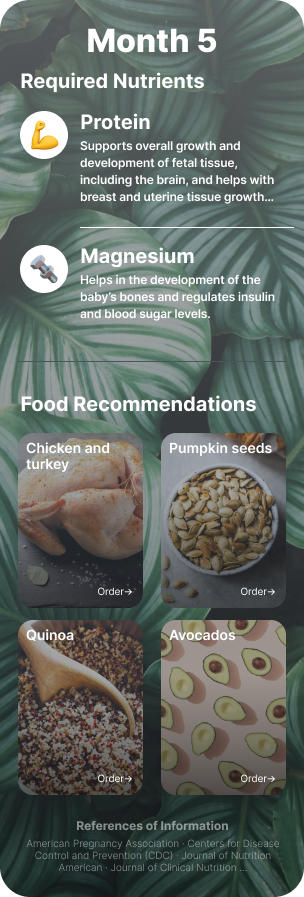 Month 5
Required Nutrients
Protein
Supports overall growth and
development of fetal tissue,
including the brain, and helps with
breast and uterine tissue growth...
Magnesium
Helps in the development of the
baby's bones and regulates insulin
and blood sugar levels.
Food Recommendations
Chicken and
turkey
Pumpkin seeds
Order→
Order→
Quinoa
Avocados
Order→
Order→
References of Information
American Pregnancy Association · Centers for Disease
Control and Prevention (CDC) · Journal of Nutrition
American · Journal of Clinical Nutrition ...